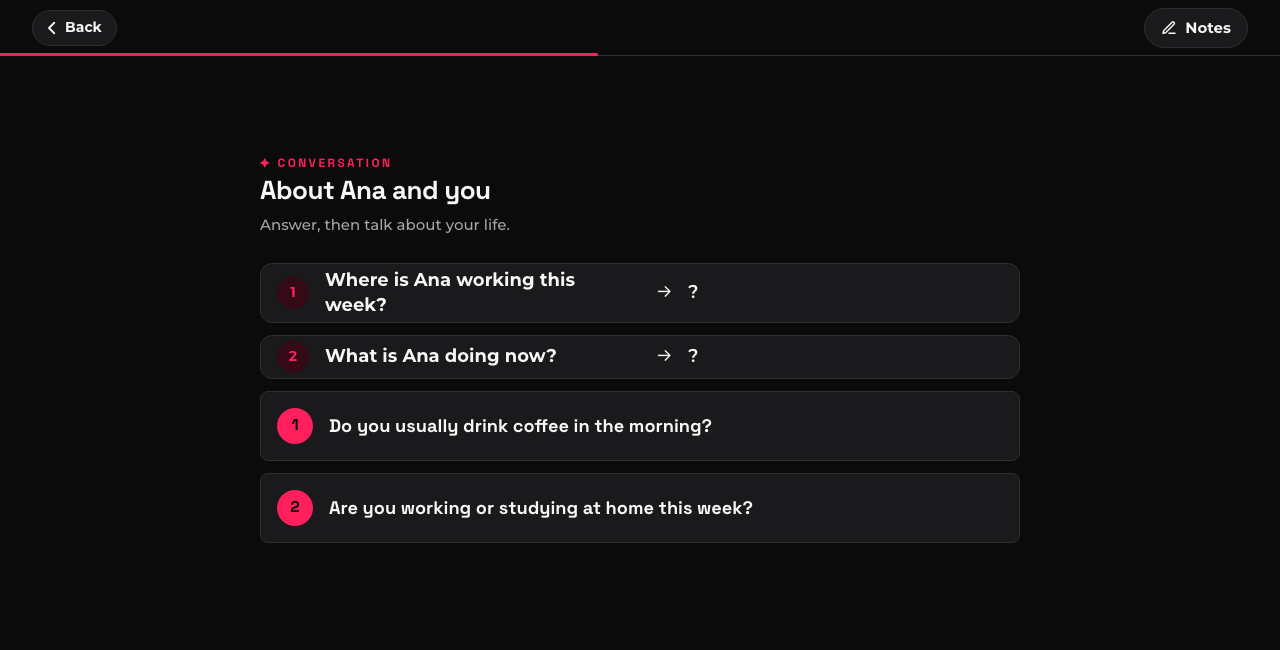 Back
Notes
CONVERSATION
About Ana and you
Answer, then talk about your life.
1 Where is Ana working this
week?
→ ?
2 What is Ana doing now? → ?
1 Do you usually drink coffee in the morning?
2 Are you working or studying at home this week?